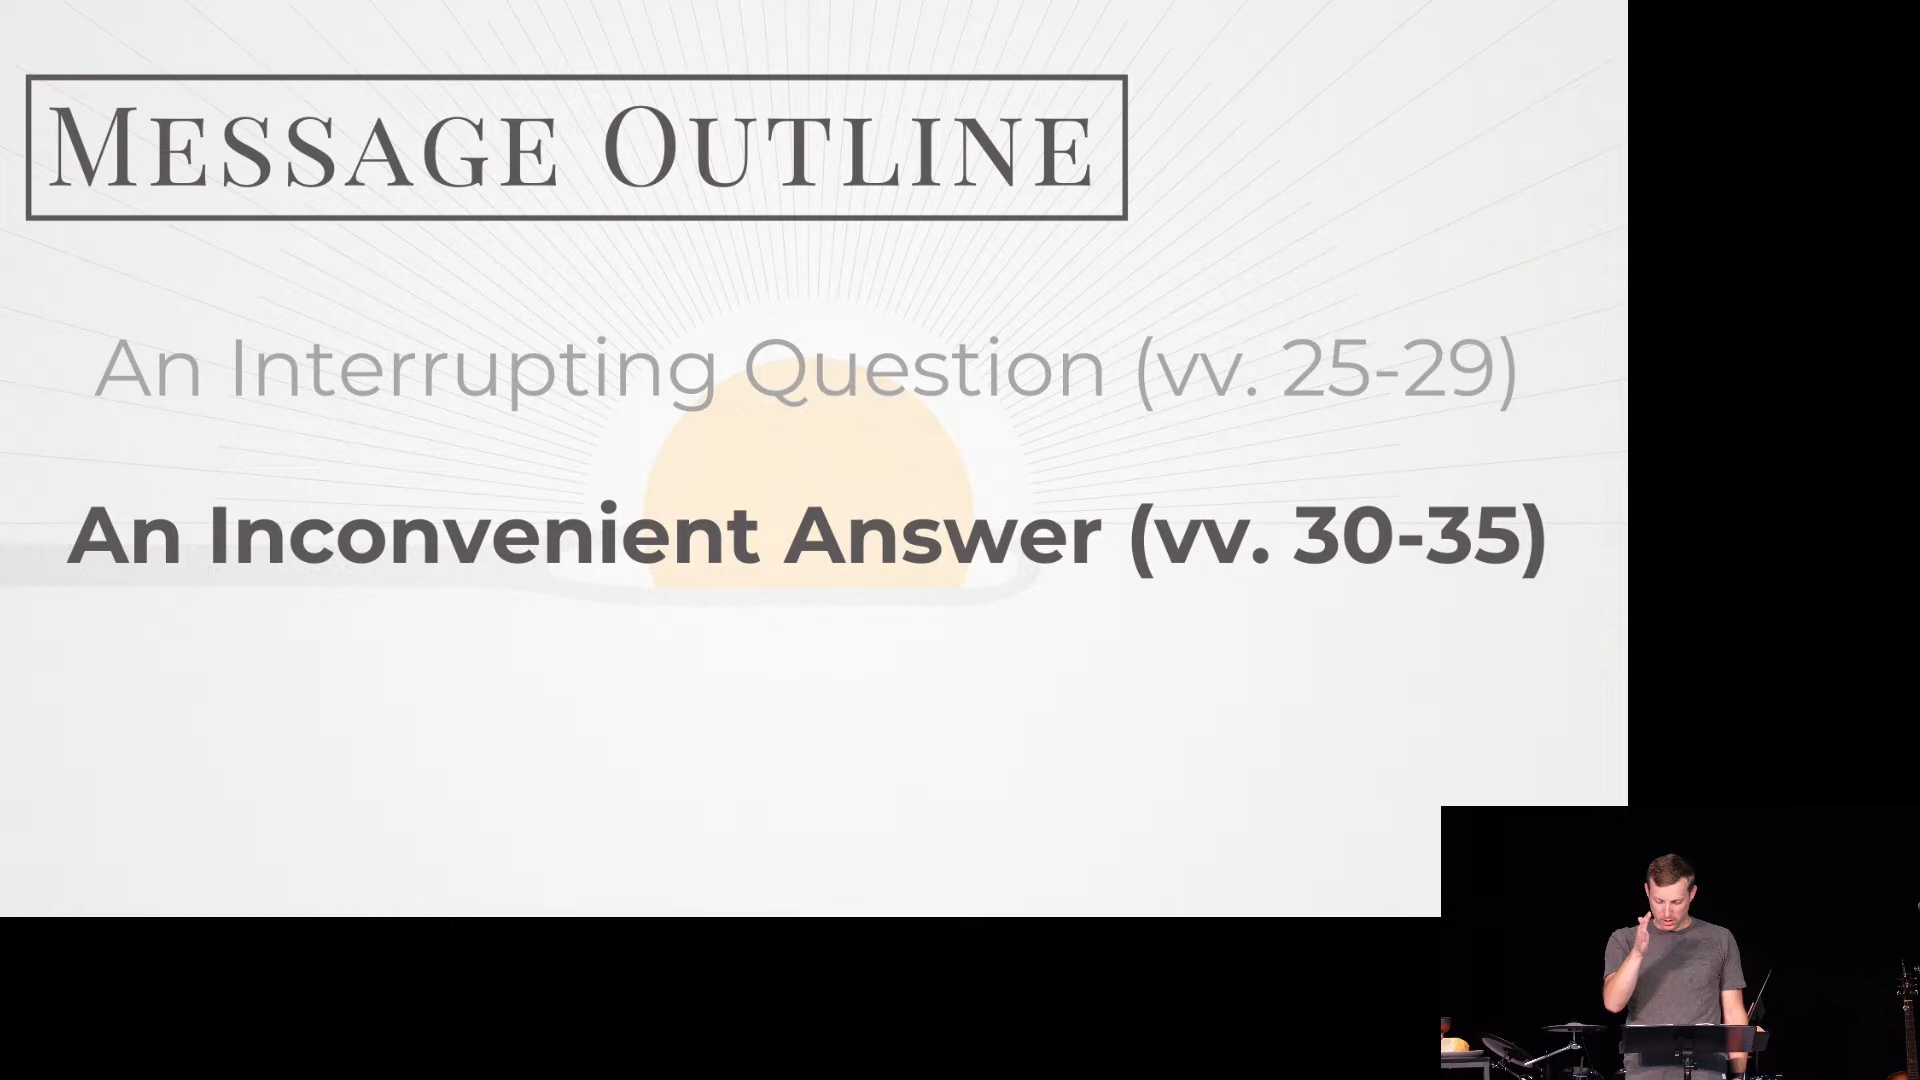 MESSAGE OUTLINE
An Interrupting Question (vv. 25-29)
An Inconvenient Answer (vv. 30-35)